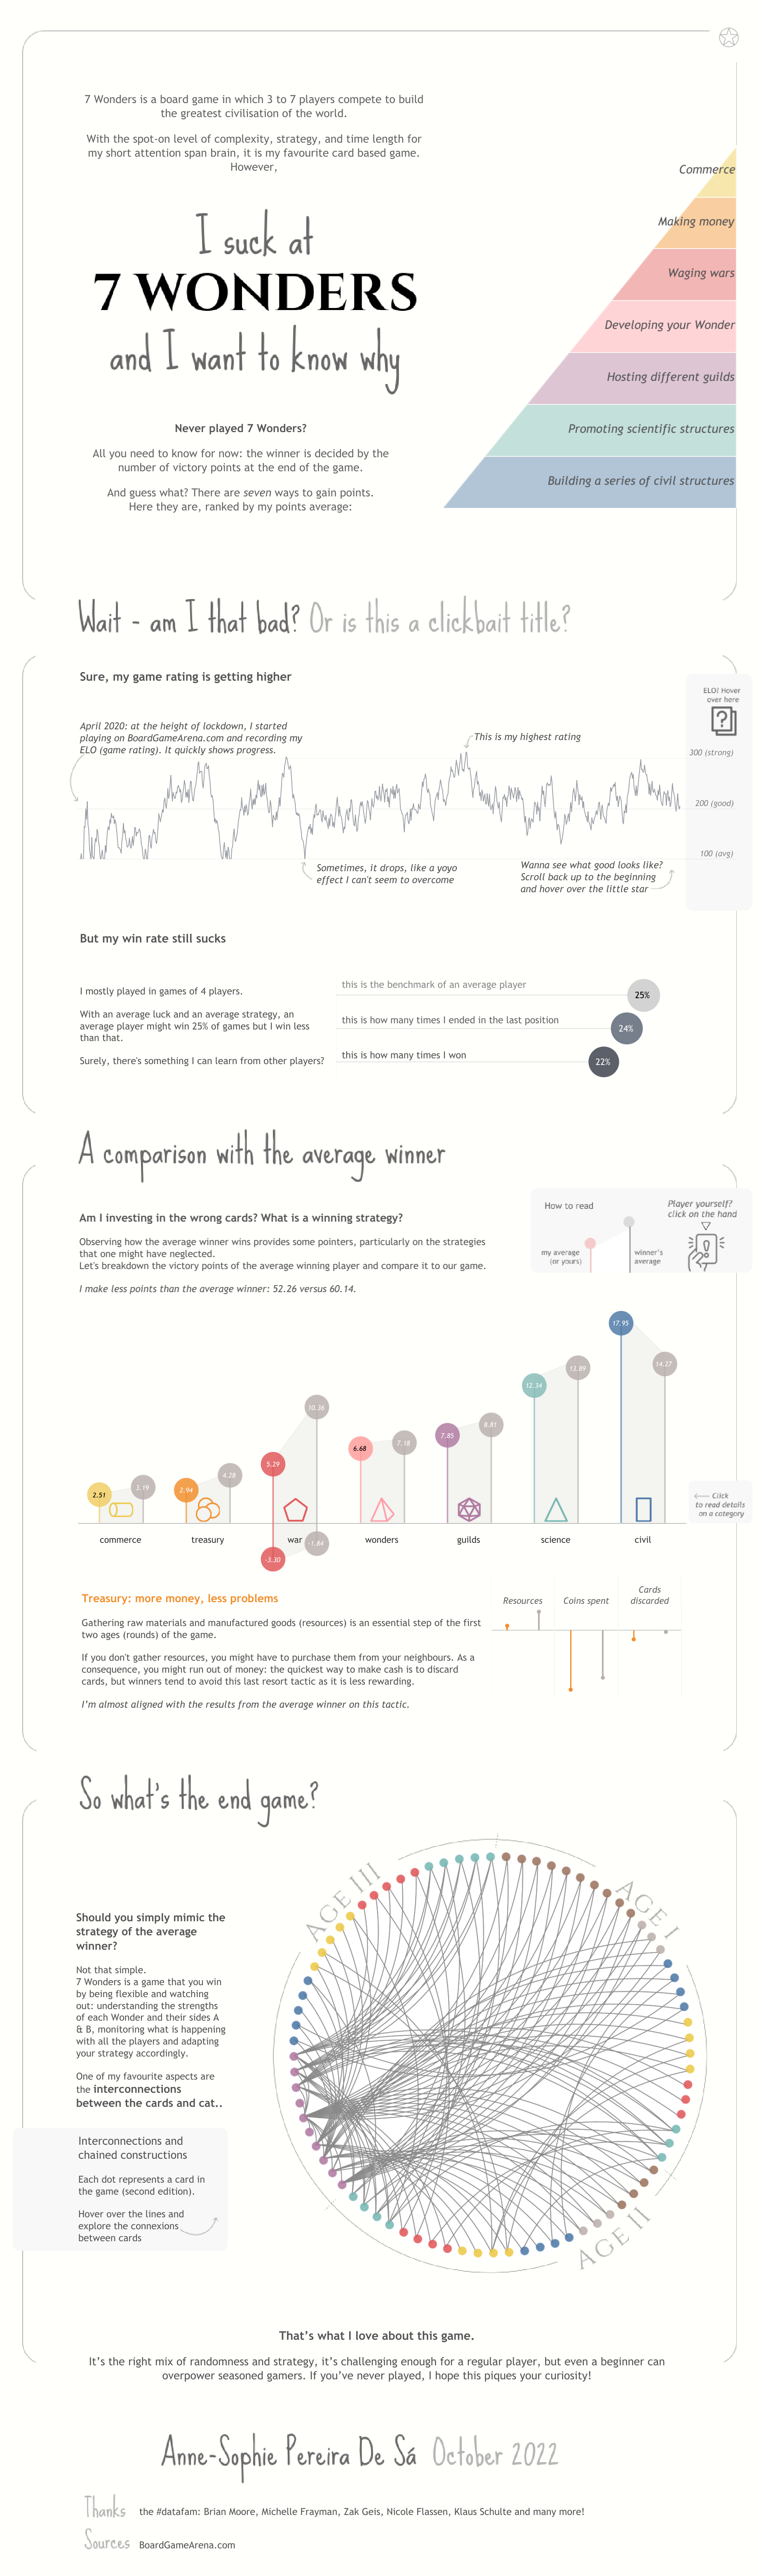 7 Wonders is a board game in which 3 to 7 players compete to build
the greatest civilisation of the world.
With the spot-on level of complexity, strategy, and time length for
my short attention span brain, it is my favourite card based game.
However,
I suck at
7 WONDERS
and I want to know why
Never played 7 Wonders?
All you need to know for now: the winner is decided by the
number of victory points at the end of the game.
And guess what? There are seven ways to gain points.
Here they are, ranked by my points average:
Commerce
Making money
Waging wars
Developing your Wonder
Hosting different guilds
Promoting scientific structures
Building a series of civil structures
Wait - am I that bad? Or is this a clickbait title?
Sure, my game rating is getting higher
ELO? Hover
over here
April 2020: at the height of lockdown, I started
playing on BoardGameArena.com and recording my
ELO (game rating). It quickly shows progress.
This is my highest rating
300 (strong)
200 (good)
100 (avg)
Sometimes, it drops, like a yoyo
effect I can't seem to overcome
Wanna see what good looks like?
Scroll back up to the beginning
and hover over the little star
But my win rate still sucks
I mostly played in games of 4 players.
With an average luck and an average strategy, an
average player might win 25% of games but I win less
than that.
Surely, there's something I can learn from other players?
this is the benchmark of an average player
25%
this is how many times I ended in the last position
24%
this is how many times I won
22%
A comparison with the average winner
Am I investing in the wrong cards? What is a winning strategy?
Observing how the average winner wins provides some pointers, particularly on the strategies
that one might have neglected.
Let's breakdown the victory points of the average winning player and compare it to our game.
I make less points than the average winner: 52.26 versus 60.14.
How to read
my average
(or yours)
winner's
average
Player yourself?
click on the hand
2.51
3.19
2.94
4.28
5.29
10.36
6.68
7.18
7.85
8.81
12.34
13.89
17.95
14.27
-3.30
-1.84
commerce
treasury
war
wonders
guilds
science
civil
Click
to read details
on a category
Treasury: more money, less problems
Gathering raw materials and manufactured goods (resources) is an essential step of the first
two ages (rounds) of the game.
If you don't gather resources, you might have to purchase them from your neighbours. As a
consequence, you might run out of money: the quickest way to make cash is to discard
cards, but winners tend to avoid this last resort tactic as it is less rewarding.
I'm almost aligned with the results from the average winner on this tactic.
Resources
Coins spent
Cards
discarded
So what's the end game?
Should you simply mimic the
strategy of the average
winner?
Not that simple.
7 Wonders is a game that you win
by being flexible and watching
out: understanding the strengths
of each Wonder and their sides A
& B, monitoring what is happening
with all the players and adapting
your strategy accordingly.
One of my favourite aspects are
the interconnections
between the cards and cat..
Interconnections and
chained constructions
Each dot represents a card in
the game (second edition).
Hover over the lines and
explore the connexions
between cards
AGE III
AGE I
AGE II
That's what I love about this game.
It's the right mix of randomness and strategy, it's challenging enough for a regular player, but even a beginner can
overpower seasoned gamers. If you've never played, I hope this piques your curiosity!
Anne-Sophie Pereira De Sá October 2022
Thanks the #datafam: Brian Moore, Michelle Frayman, Zak Geis, Nicole Flassen, Klaus Schulte and many more!
Sources BoardGameArena.com